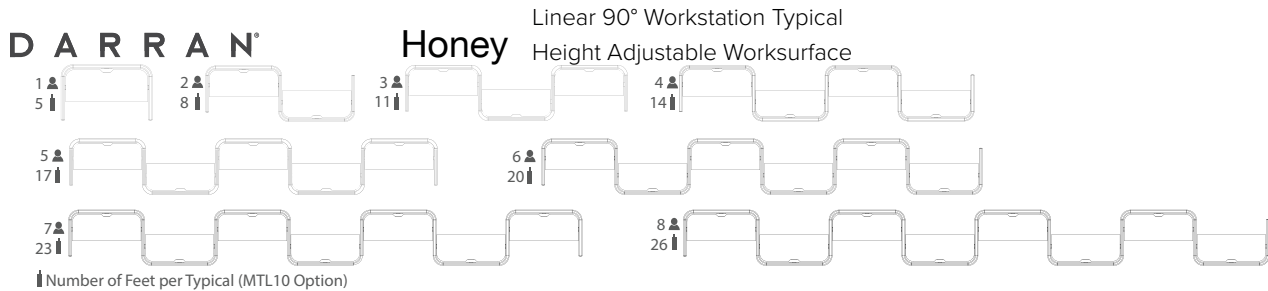 Linear 90° Workstation Typical
DARRAN® Honey
Height Adjustable Worksurface
1 2 3 4
5 8 11 14
5 6
17 20
7 8
23 26
Number of Feet per Typical (MTL10 Option)